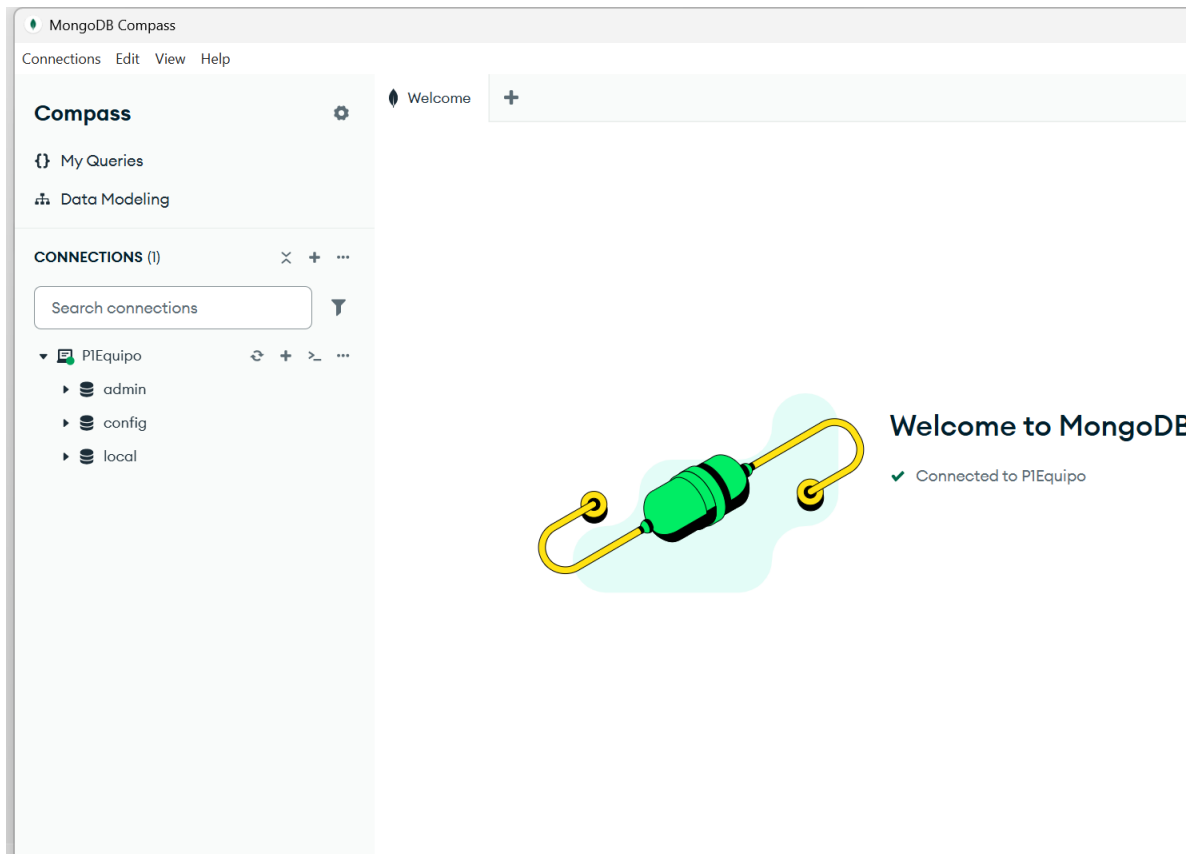 MongoDB Compass
Connections Edit View Help
Compass
Welcome
{} My Queries
Data Modeling
CONNECTIONS (1)
Search connections
P1Equipo
admin
config
local
Welcome to MongoDB
Connected to P1Equipo